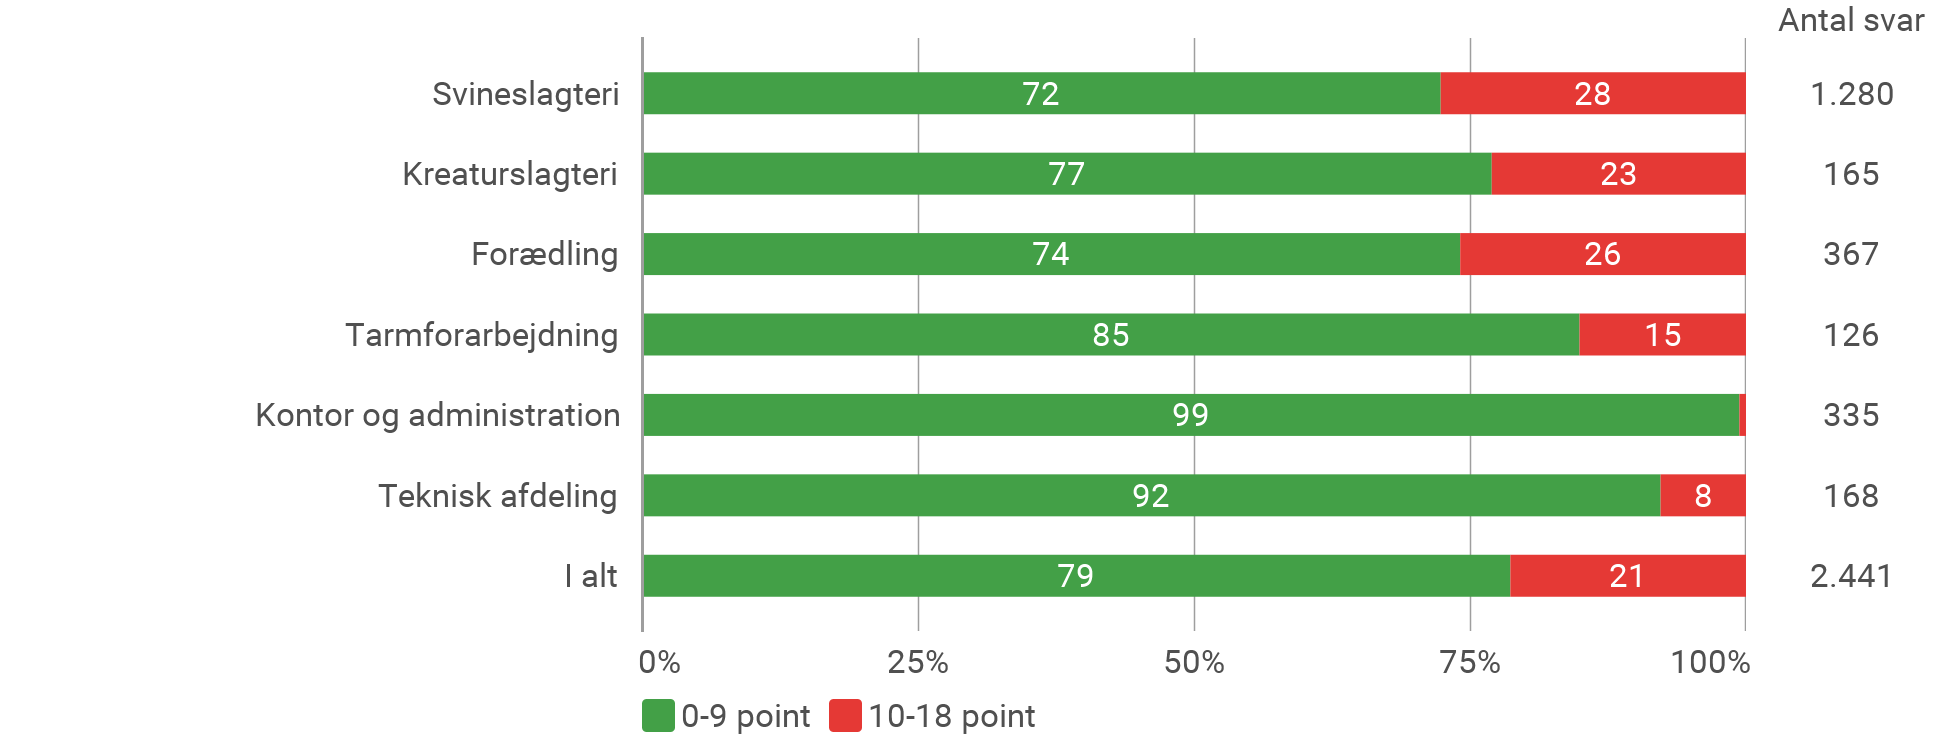 Antal svar
Svineslagteri 72 28 1.280
Kreaturslagteri 77 23 165
Forædling 74 26 367
Tarmforarbejdning 85 15 126
Kontor og administration 99 335
Teknisk afdeling 92 8 168
I alt 79 21 2.441
0% 25% 50% 75% 100%
0-9 point 10-18 point